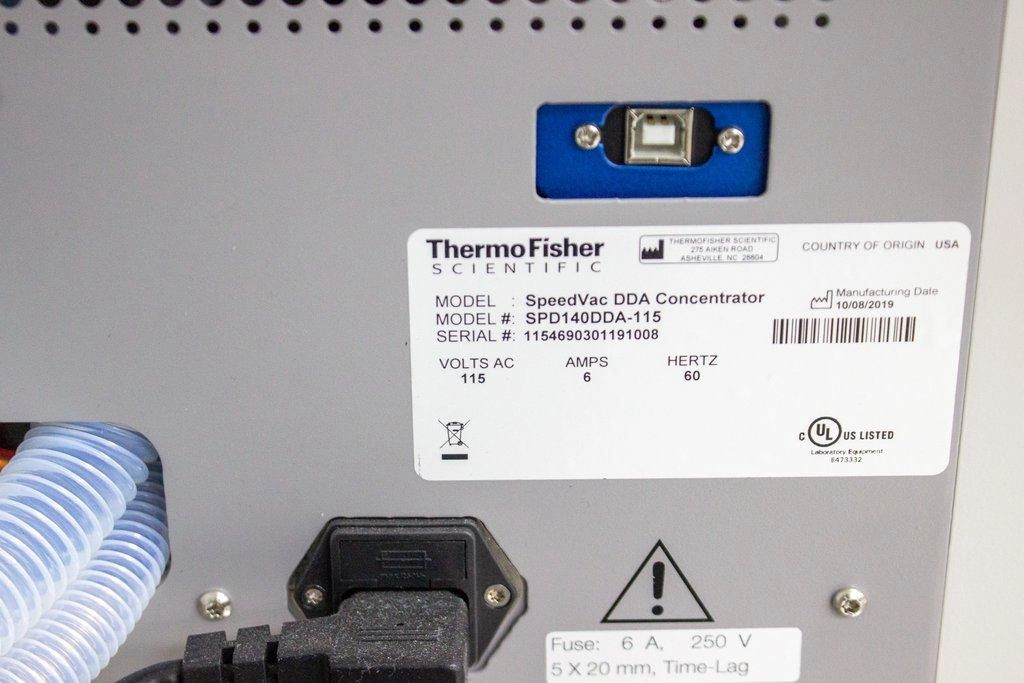 ThermoFisher
SCIENTIFIC
THERMOFISHER SCIENTIFIC
275 AIKEN ROAD
ASHEVILLE, NC 28804
COUNTRY OF ORIGIN USA
MODEL : SpeedVac DDA Concentrator
MODEL #: SPD140DDA-115
SERIAL #: 1154690301191008
Manufacturing Date
10/08/2019
VOLTS AC AMPS HERTZ
115 6 60
C UL US LISTED
Laboratory Equipment
E473332
Fuse: 6 A, 250 V
5 X 20 mm, Time-Lag